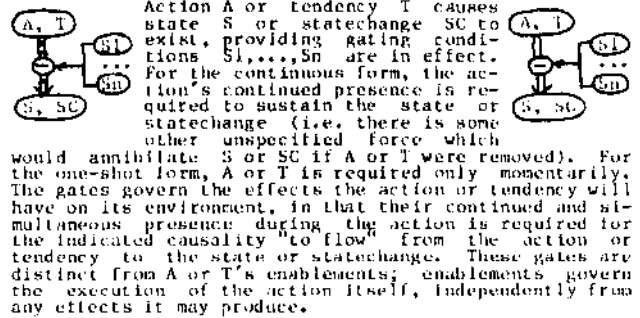 Action A or tendency T causes
state S or statechange SC to
exist, providing gating condi-
tions S1,...,Sn are in effect.
For the continuous form, the ac-
tion's continued presence is re-
quired to sustain the state or
statechange (i.e. there is some
other unspecified force which
would annihilate S or SC if A or T were removed). For
the one-shot form, A or T is required only momentarily.
The gates govern the effects the action or tendency will
have on its environment, in that their continued and si-
multaneous presence during the action is required for
the indicated causality "to flow" from the action or
tendency to the state or statechange. These gates are
distinct from A or T's enablements; enablements govern
the execution of the action itself, independently from
any effects it may produce.
A, T
S1
...
Sn
S, SC
A, T
S1
...
Sn
S, SC